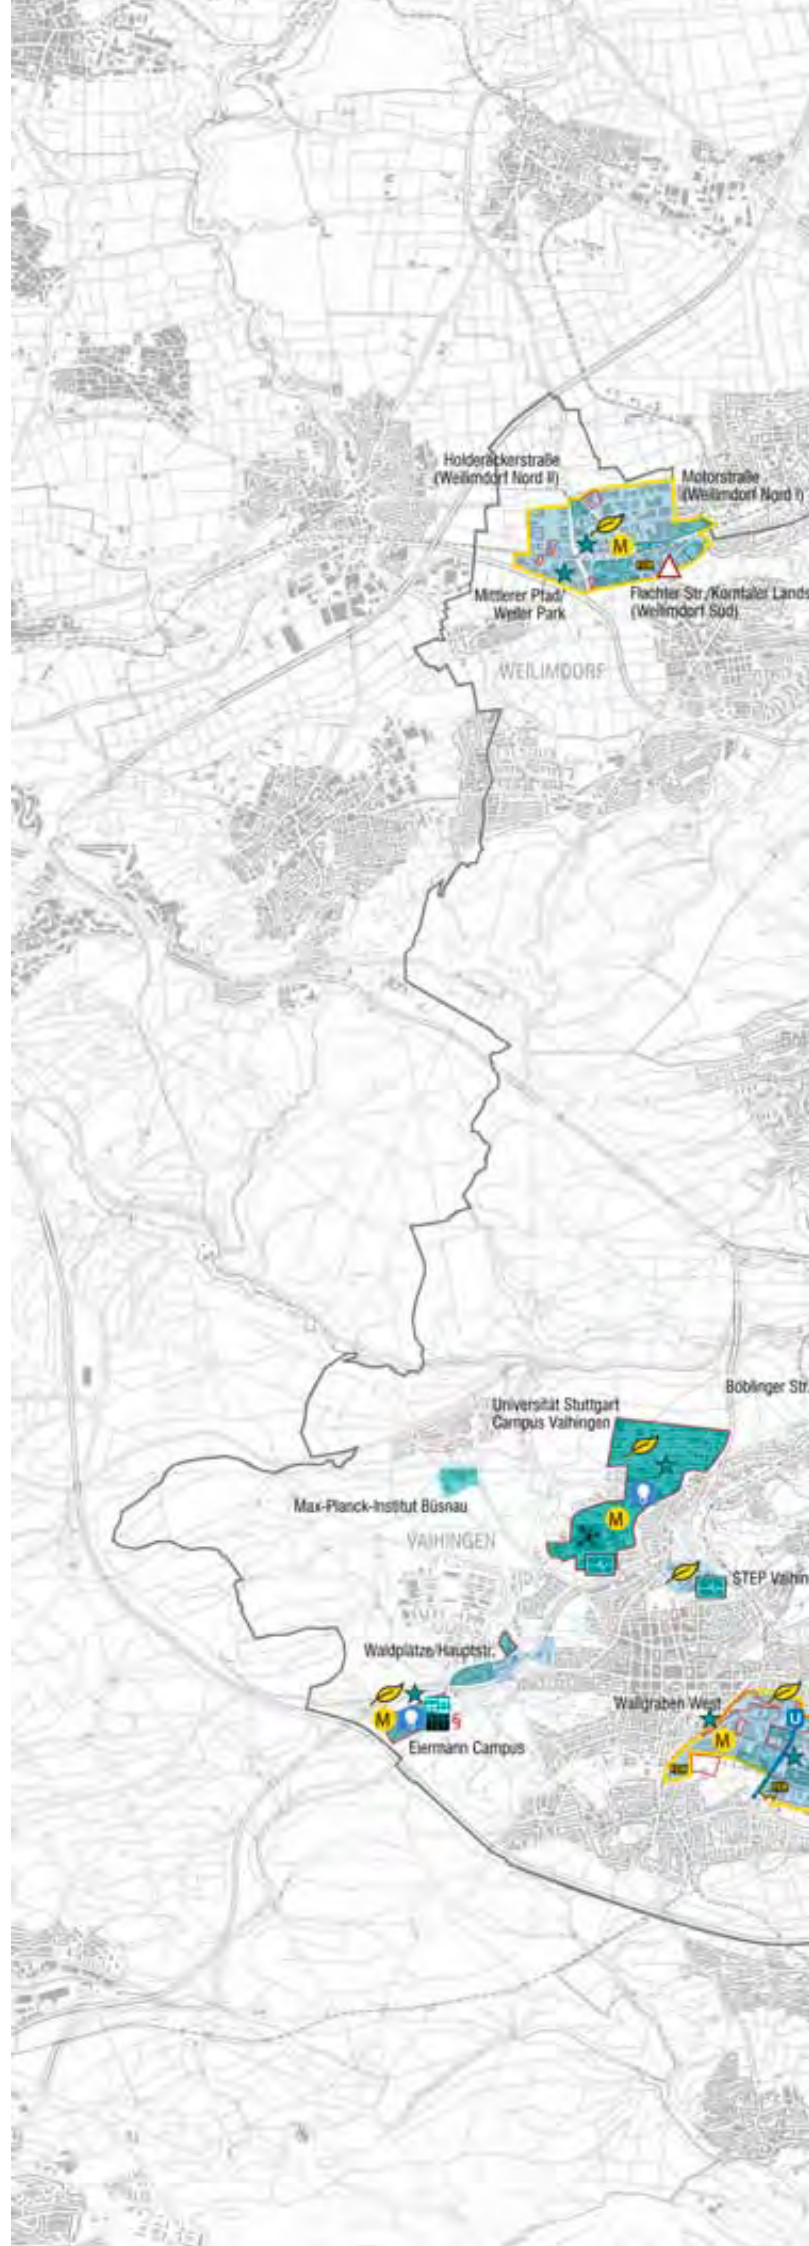 Holderäckerstraße
(Weilimdorf Nord II)
Motorstraße
(Weilimdorf Nord I)
M
Mittlerer Pfad/
Weiler Park
Flachter Str./Korntaler Lands
(Weilimdorf Süd)
WEILIMDORF
Böblinger Str.
Universität Stuttgart
Campus Vaihingen
Max-Planck-Institut Büsnau
M
VAIHINGEN
STEP Vaihin
Waldplätze/Hauptstr.
Wallgraben West
M
§
U
M
Eiermann Campus